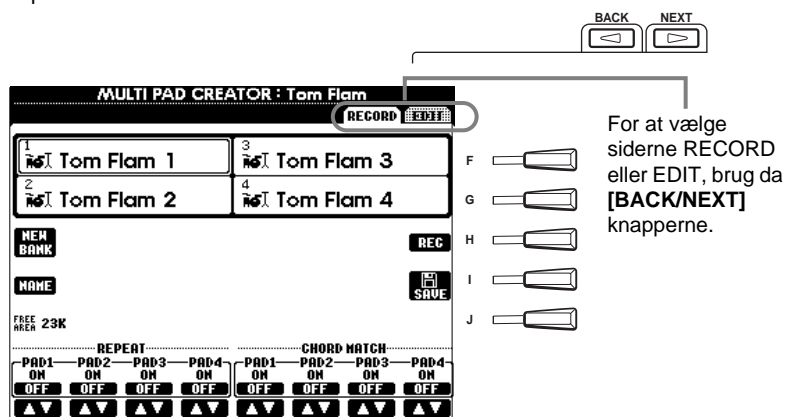 BACK NEXT
MULTI PAD CREATOR : Tom Flam
RECORD EDIT
1 Tom Flam 1
3 Tom Flam 3
2 Tom Flam 2
4 Tom Flam 4
NEW
BANK
REC
NAME
SAVE
FREE
AREA 23K
REPEAT
CHORD MATCH
PAD1 PAD2 PAD3 PAD4 PAD1 PAD2 PAD3 PAD4
ON ON ON ON ON ON ON ON
OFF OFF OFF OFF OFF OFF OFF OFF
F
G
H
I
J
For at vælge
siderne RECORD
eller EDIT, brug da
[BACK/NEXT]
knapperne.